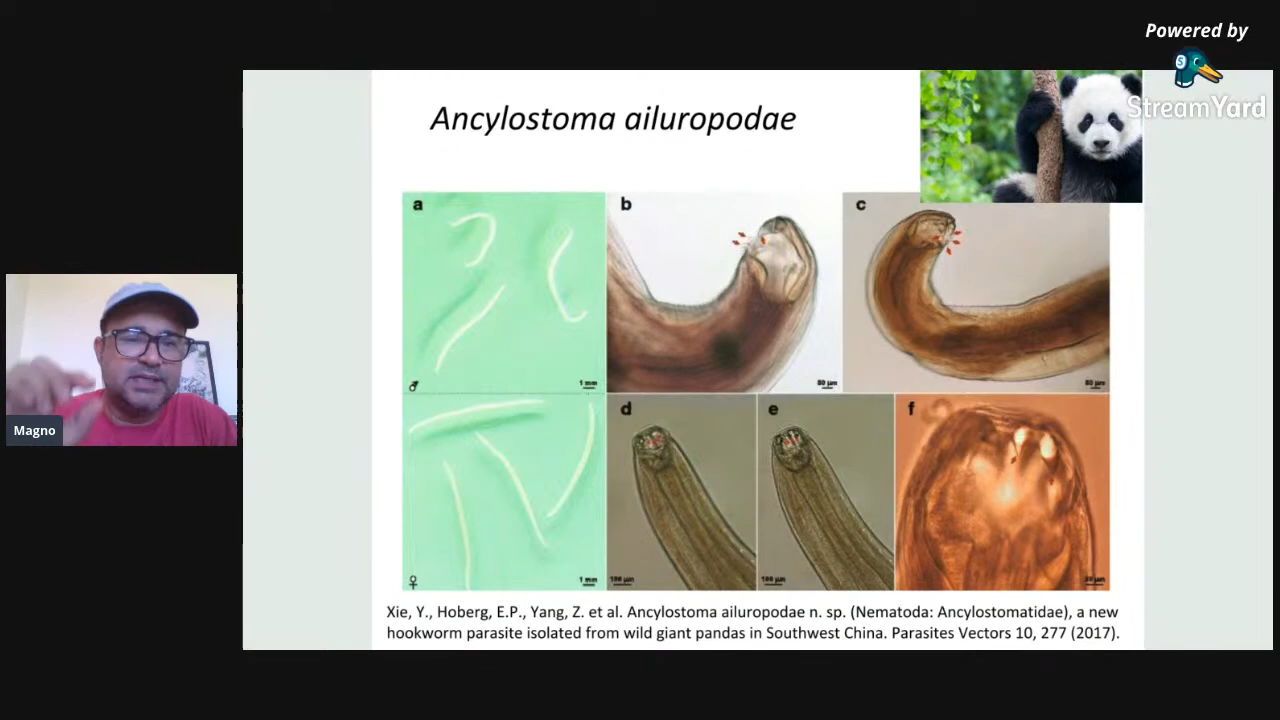 Powered by
StreamYard
Ancylostoma ailuropodae
a
b
c
♂
1 mm
80 µm
80 µm
d
e
f
♀
1 mm
100 µm
100 µm
Magno
Xie, Y., Hoberg, E.P., Yang, Z. et al. Ancylostoma ailuropodae n. sp. (Nematoda: Ancylostomatidae), a new
hookworm parasite isolated from wild giant pandas in Southwest China. Parasites Vectors 10, 277 (2017).